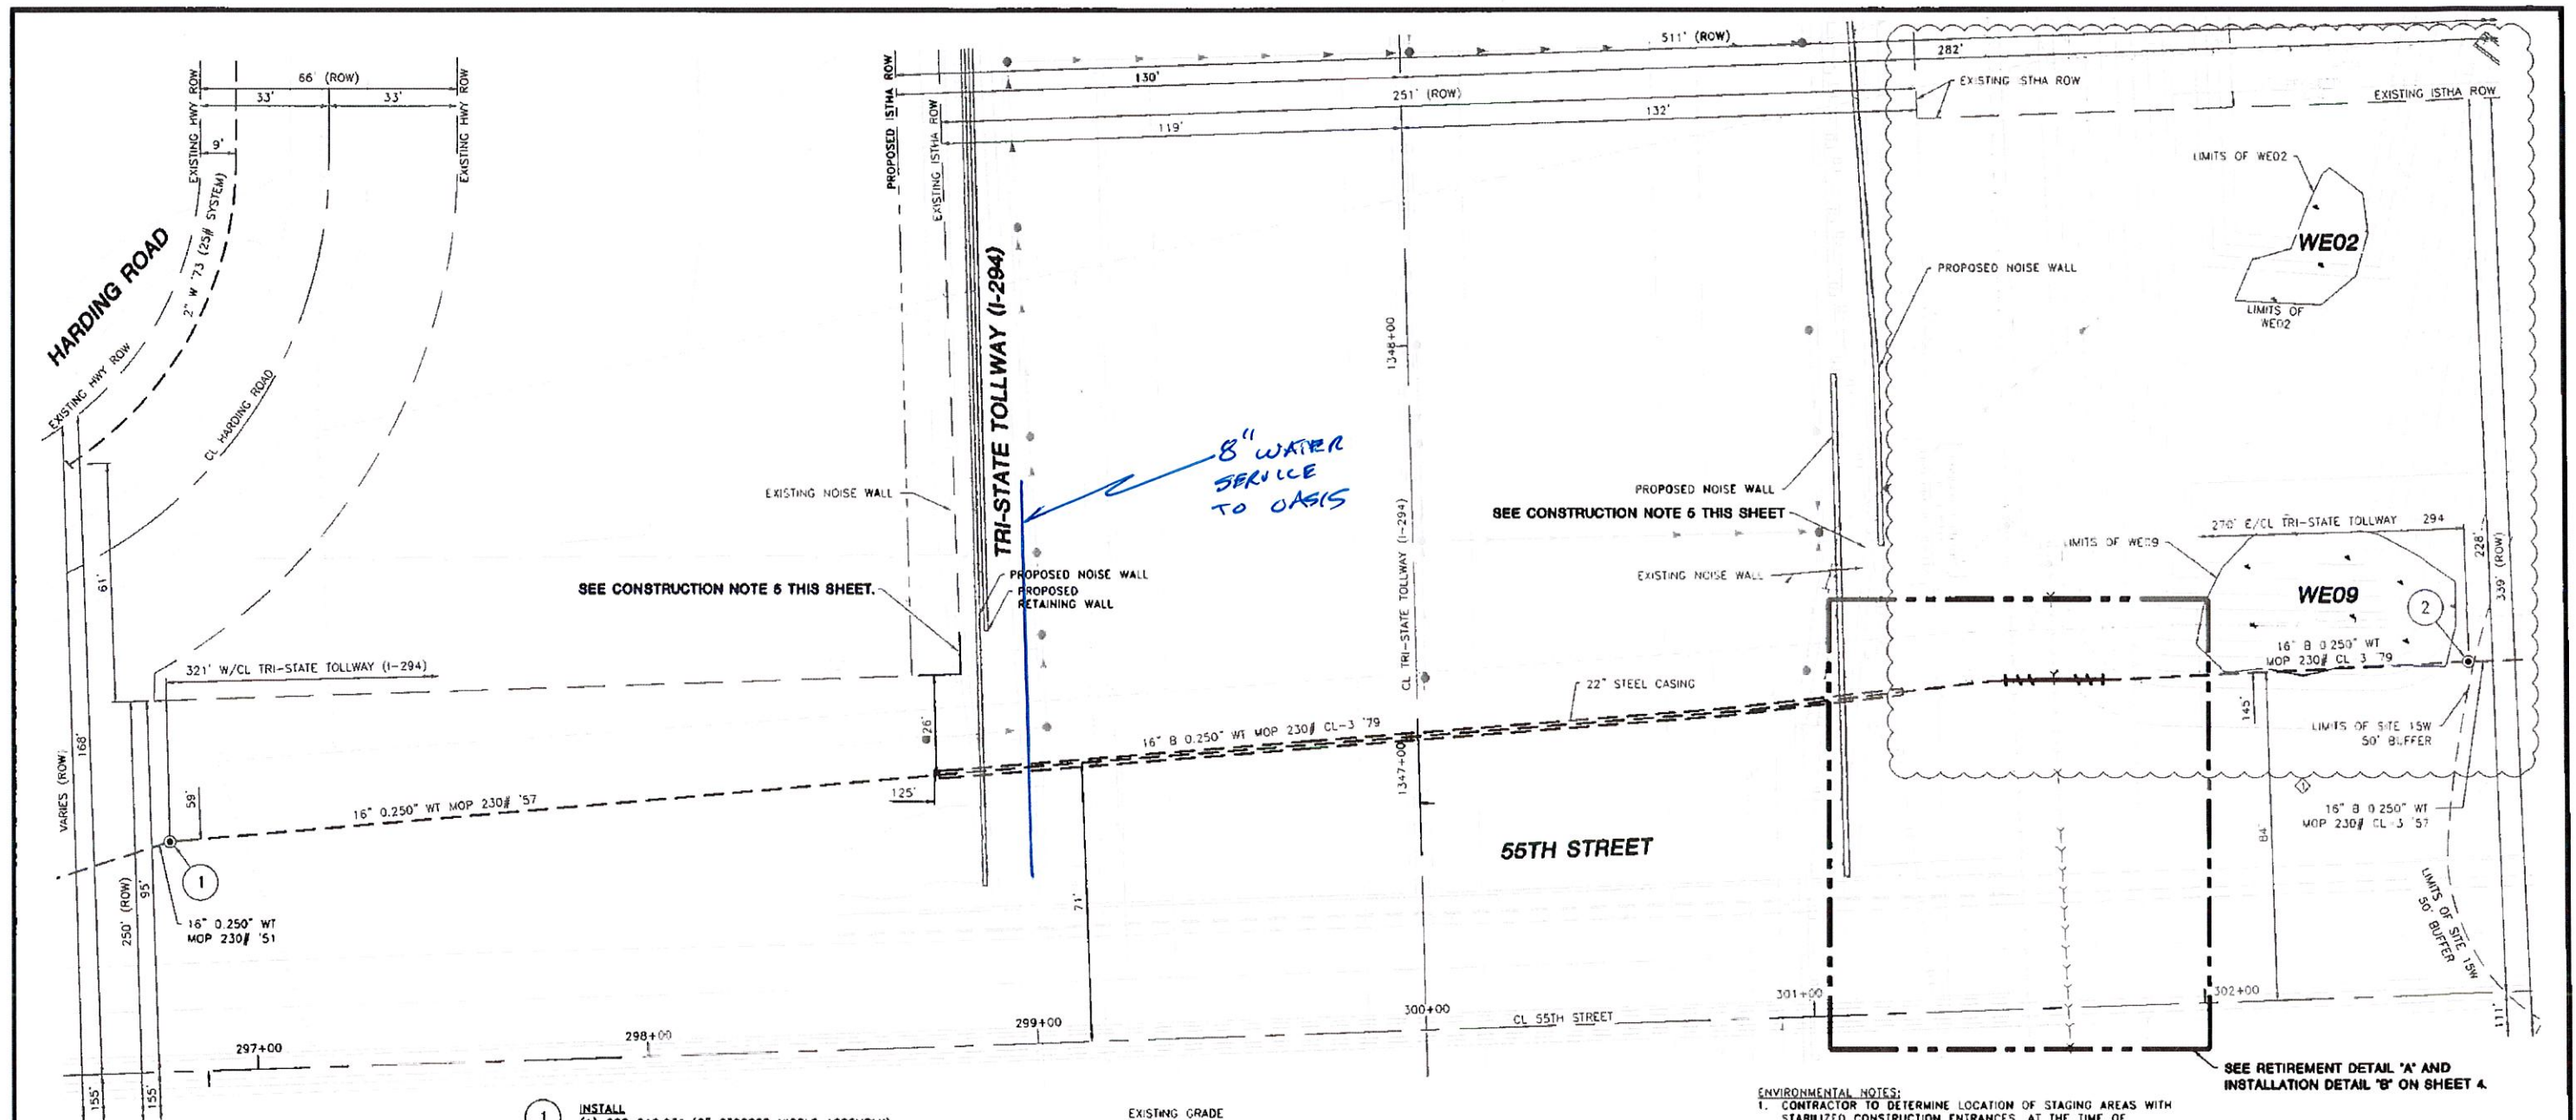 66' (ROW)
33'
33'
9'
EXISTING HWY ROW
EXISTING HWY ROW
2" W '73 (25# SYSTEM)
HARDING ROAD
EXISTING HWY ROW
CL HARDING ROAD
61'
VARIES (ROW)
168'
321' W/CL TRI-STATE TOLLWAY (I-294)
59'
16" 0.250" WT MOP 230# '57
1
16" 0.250" WT
MOP 230# '51
250' (ROW)
95'
155'
155'
PROPOSED ISTHA ROW
EXISTING ISTHA ROW
511' (ROW)
130'
282'
251' (ROW)
119'
132'
EXISTING ISTHA ROW
EXISTING ISTHA ROW
TRI-STATE TOLLWAY (I-294)
8" WATER
SERVICE
TO OASIS
EXISTING NOISE WALL
PROPOSED NOISE WALL
PROPOSED
RETAINING WALL
SEE CONSTRUCTION NOTE 5 THIS SHEET.
26'
125'
71'
16" B 0.250" WT MOP 230# CL-3 '79
22" STEEL CASING
1348+00
CL TRI-STATE TOLLWAY (I-294)
1347+00
LIMITS OF WE02
WE02
LIMITS OF
WE02
PROPOSED NOISE WALL
PROPOSED NOISE WALL
SEE CONSTRUCTION NOTE 5 THIS SHEET
EXISTING NOISE WALL
LIMITS OF WE09
270' E/CL TRI-STATE TOLLWAY 294
228'
339' (ROW)
WE09
2
16" B 0.250" WT
MOP 230# CL 3 '79
145'
LIMITS OF SITE 15W
50' BUFFER
16" B 0.250" WT
MOP 230# CL-3 '57
84'
LIMITS OF SITE 15W
50' BUFFER
111'
55TH STREET
297+00
298+00
299+00
300+00
CL 55TH STREET
301+00
302+00
SEE RETIREMENT DETAIL "A" AND
INSTALLATION DETAIL "B" ON SHEET 4.
1
INSTALL
EXISTING GRADE
ENVIRONMENTAL NOTES:
1. CONTRACTOR TO DETERMINE LOCATION OF STAGING AREAS WITH
STABILIZED CONSTRUCTION ENTRANCES, AT THE TIME OF